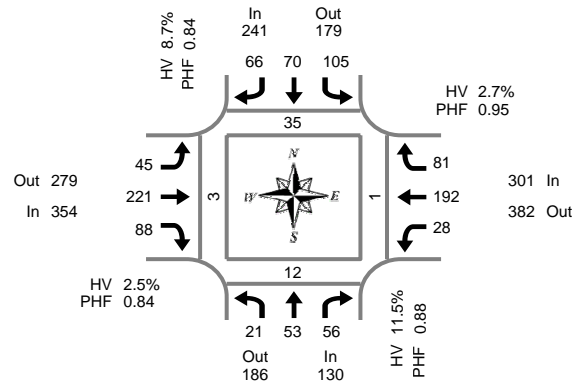 In
241
Out
179
HV 8.7%
PHF 0.84
66 70 105
HV 2.7%
PHF 0.95
35
45
81
N
Out 279
221
3
W E
1
192
301 In
In 354
382 Out
88
S
28
12
HV 2.5%
PHF 0.84
HV 11.5%
PHF 0.88
21 53 56
Out
186
In
130